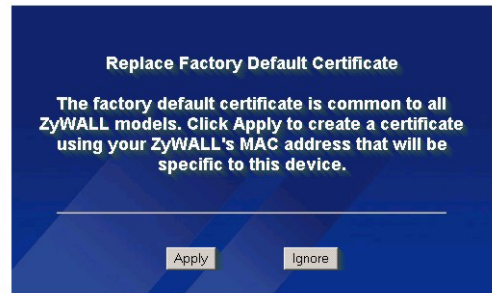 Replace Factory Default Certificate
The factory default certificate is common to all
ZyWALL models. Click Apply to create a certificate
using your ZyWALL's MAC address that will be
specific to this device.
Apply
Ignore